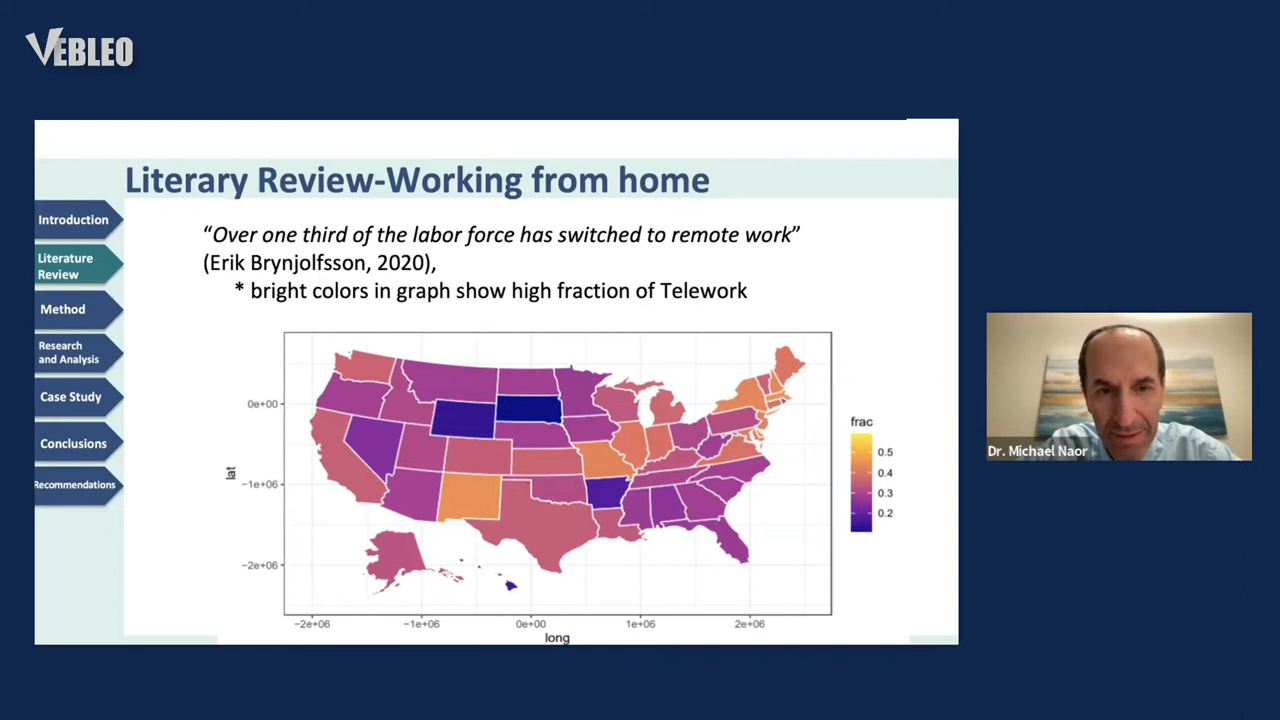 VEBLEO
Literary Review-Working from home
Introduction
Literature
Review
Method
Research
and Analysis
Case Study
Conclusions
Recommendations
“Over one third of the labor force has switched to remote work”
(Erik Brynjolfsson, 2020),
* bright colors in graph show high fraction of Telework
lat
0e+00
−1e+06
−2e+06
−2e+06 −1e+06 0e+00 1e+06 2e+06
long
frac
0.5
0.4
0.3
0.2
Dr. Michael Naor